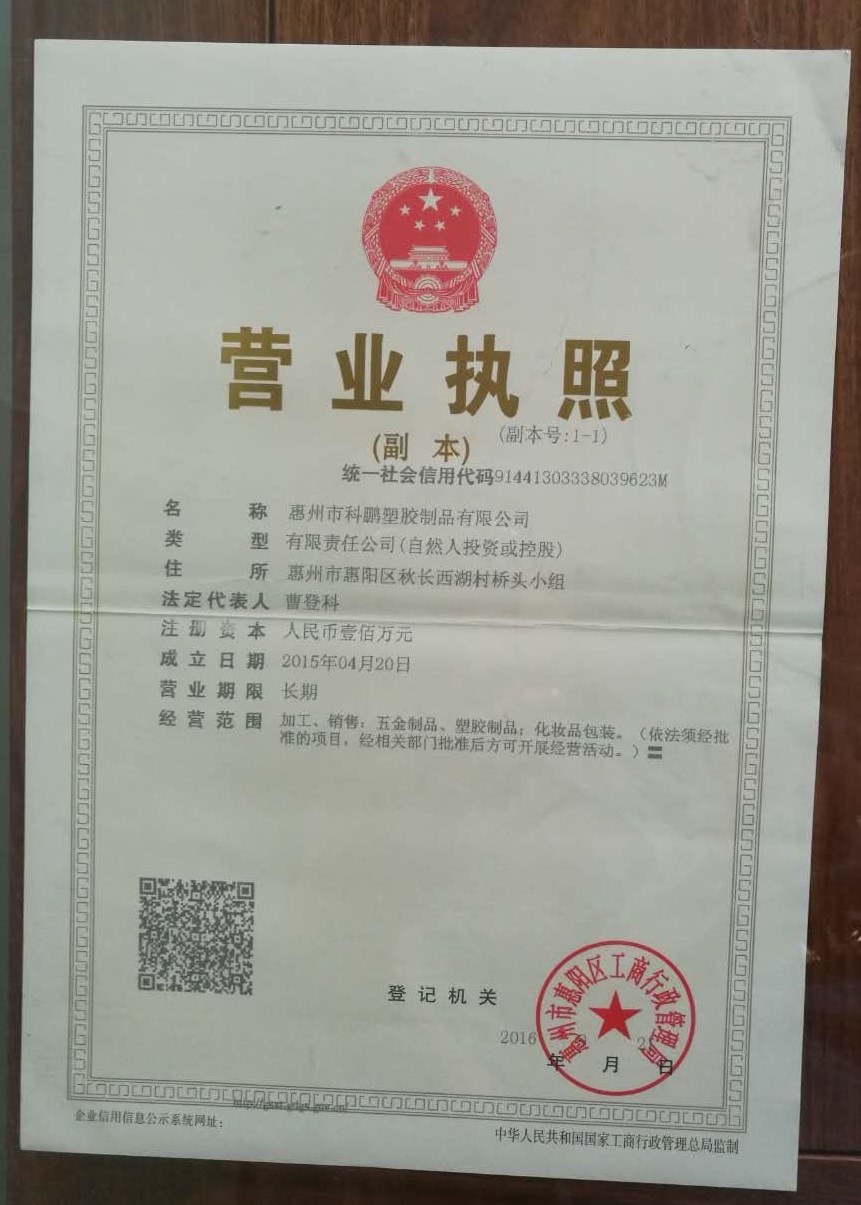 营业执照
(副本)
(副本号:1-1)
统一社会信用代码91441303338039623M
名称 惠州市科鹏塑胶制品有限公司
类型 有限责任公司(自然人投资或控股)
住所 惠州市惠阳区秋长西湖村桥头小组
法定代表人 曹登科
注册资本 人民币壹佰万元
成立日期 2015年04月20日
营业期限 长期
经营范围 加工、销售：五金制品、塑胶制品；化妆品包装。（依法须经批
准的项目，经相关部门批准后方可开展经营活动。）
登记机关
惠州市惠阳区工商行政管理局
2016年 月 日
企业信用信息公示系统网址：
中华人民共和国国家工商行政管理总局监制